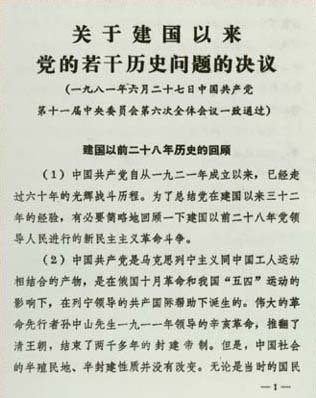 关于建国以来
党的若干历史问题的决议
（一九八一年六月二十七日中国共产党
第十一届中央委员会第六次全体会议一致通过）
建国以前二十八年历史的回顾
（1）中国共产党自从一九二一年成立以来，已经走
过六十年的光辉战斗历程。为了总结党在建国以来三十二
年的经验，有必要简略地回顾一下建国以前二十八年党领
导人民进行的新民主主义革命斗争。
（2）中国共产党是马克思列宁主义同中国工人运动
相结合的产物，是在俄国十月革命和我国“五四”运动的
影响下，在列宁领导的共产国际帮助下诞生的。伟大的革
命先行者孙中山先生一九一一年领导的辛亥革命，推翻了
清王朝，结束了两千多年的封建帝制。但是，中国社会
的半殖民地、半封建性质并没有改变。无论是当时的国民
—1—